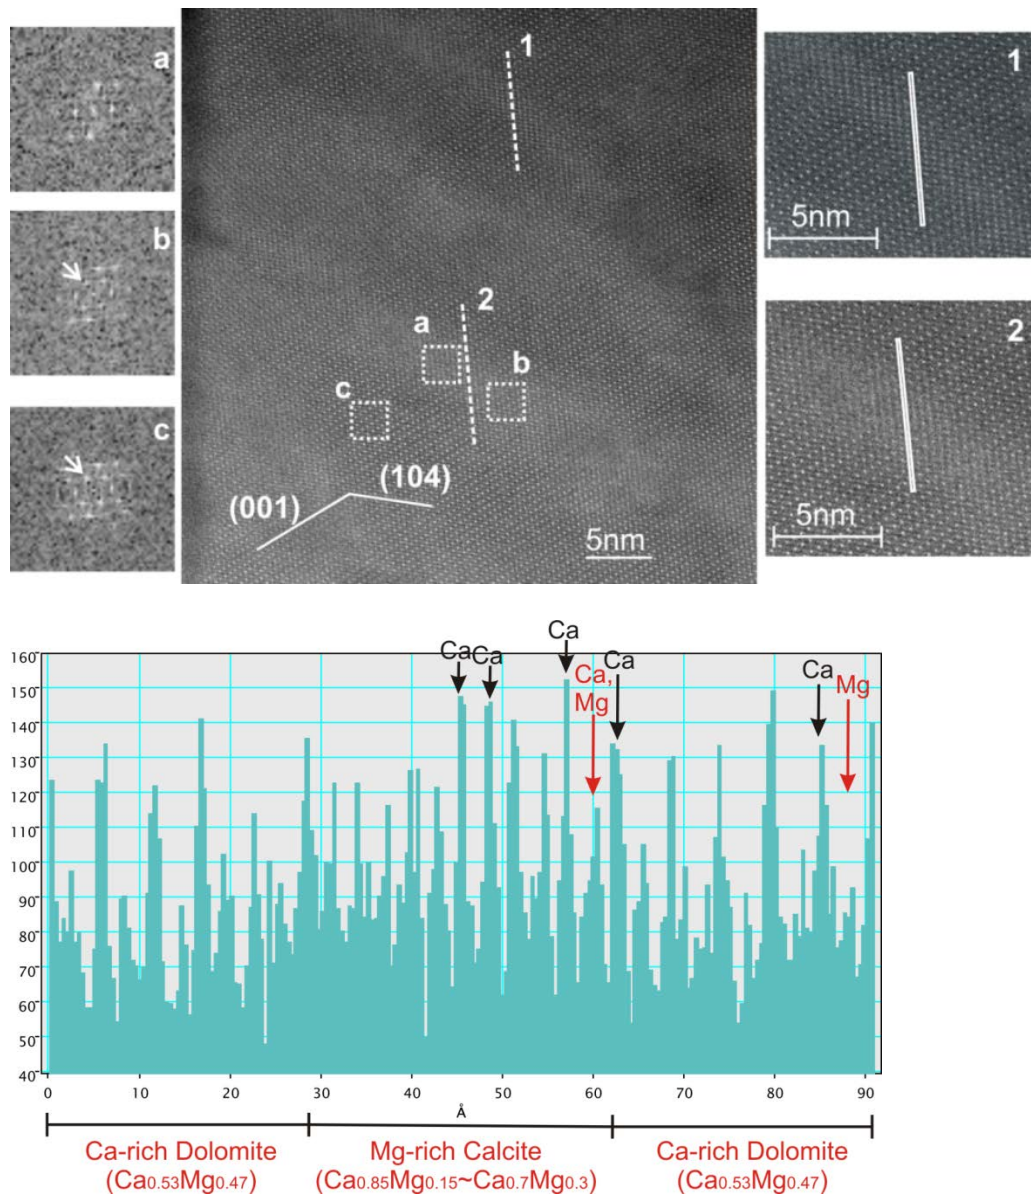 a
b
c
1
2
a
b
c
(001)
(104)
5nm
1
5nm
2
5nm
Ca
Ca
Ca
Ca
Ca
Ca,
Mg
Mg
160
150
140
130
120
110
100
90
80
70
60
50
40
0
10
20
30
40
50
60
70
80
90
Å
Ca-rich Dolomite
(Ca0.53Mg0.47)
Mg-rich Calcite
(Ca0.85Mg0.15~Ca0.7Mg0.3)
Ca-rich Dolomite
(Ca0.53Mg0.47)